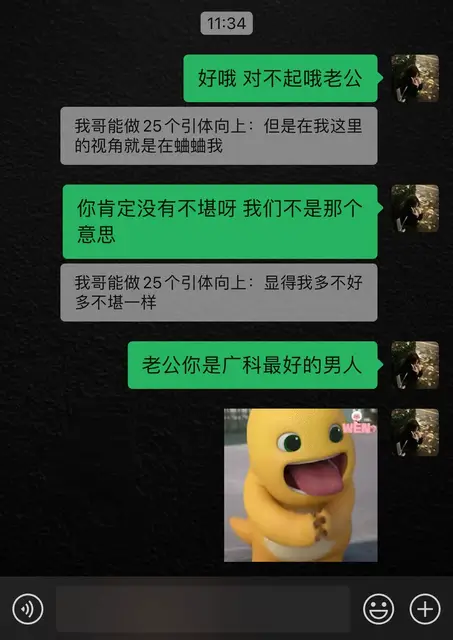 11:34
好哦 对不起哦老公
我哥能做25个引体向上：但是在我这里
的视角就是在蛐蛐我
你肯定没有不堪呀 我们不是那个
意思
我哥能做25个引体向上：显得我多不好
多不堪一样
老公你是广科最好的男人
WEN